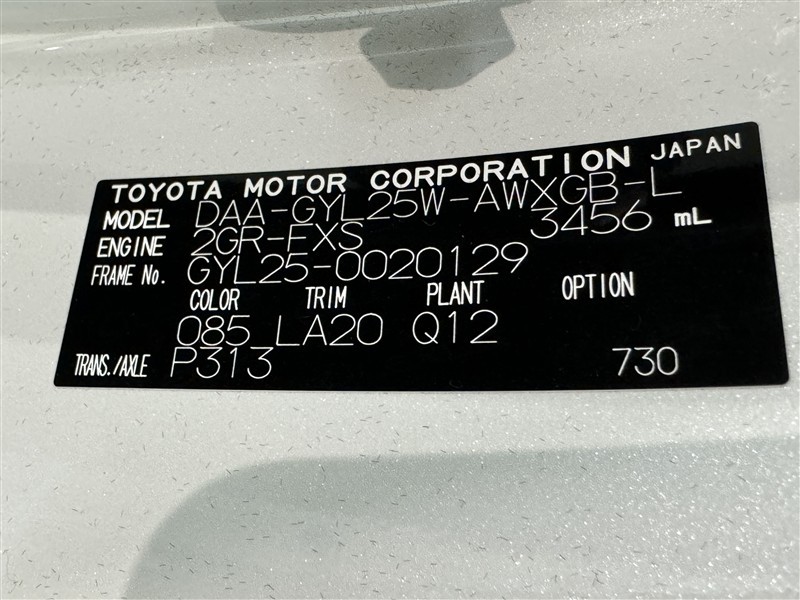 TOYOTA MOTOR CORPORATION JAPAN
MODEL DAA-GYL25W-AWXGB-L
ENGINE 2GR-FXS 3456 mL
FRAME No. GYL25-0020129
COLOR TRIM PLANT OPTION
085 LA20 Q12
TRANS./AXLE P313 730